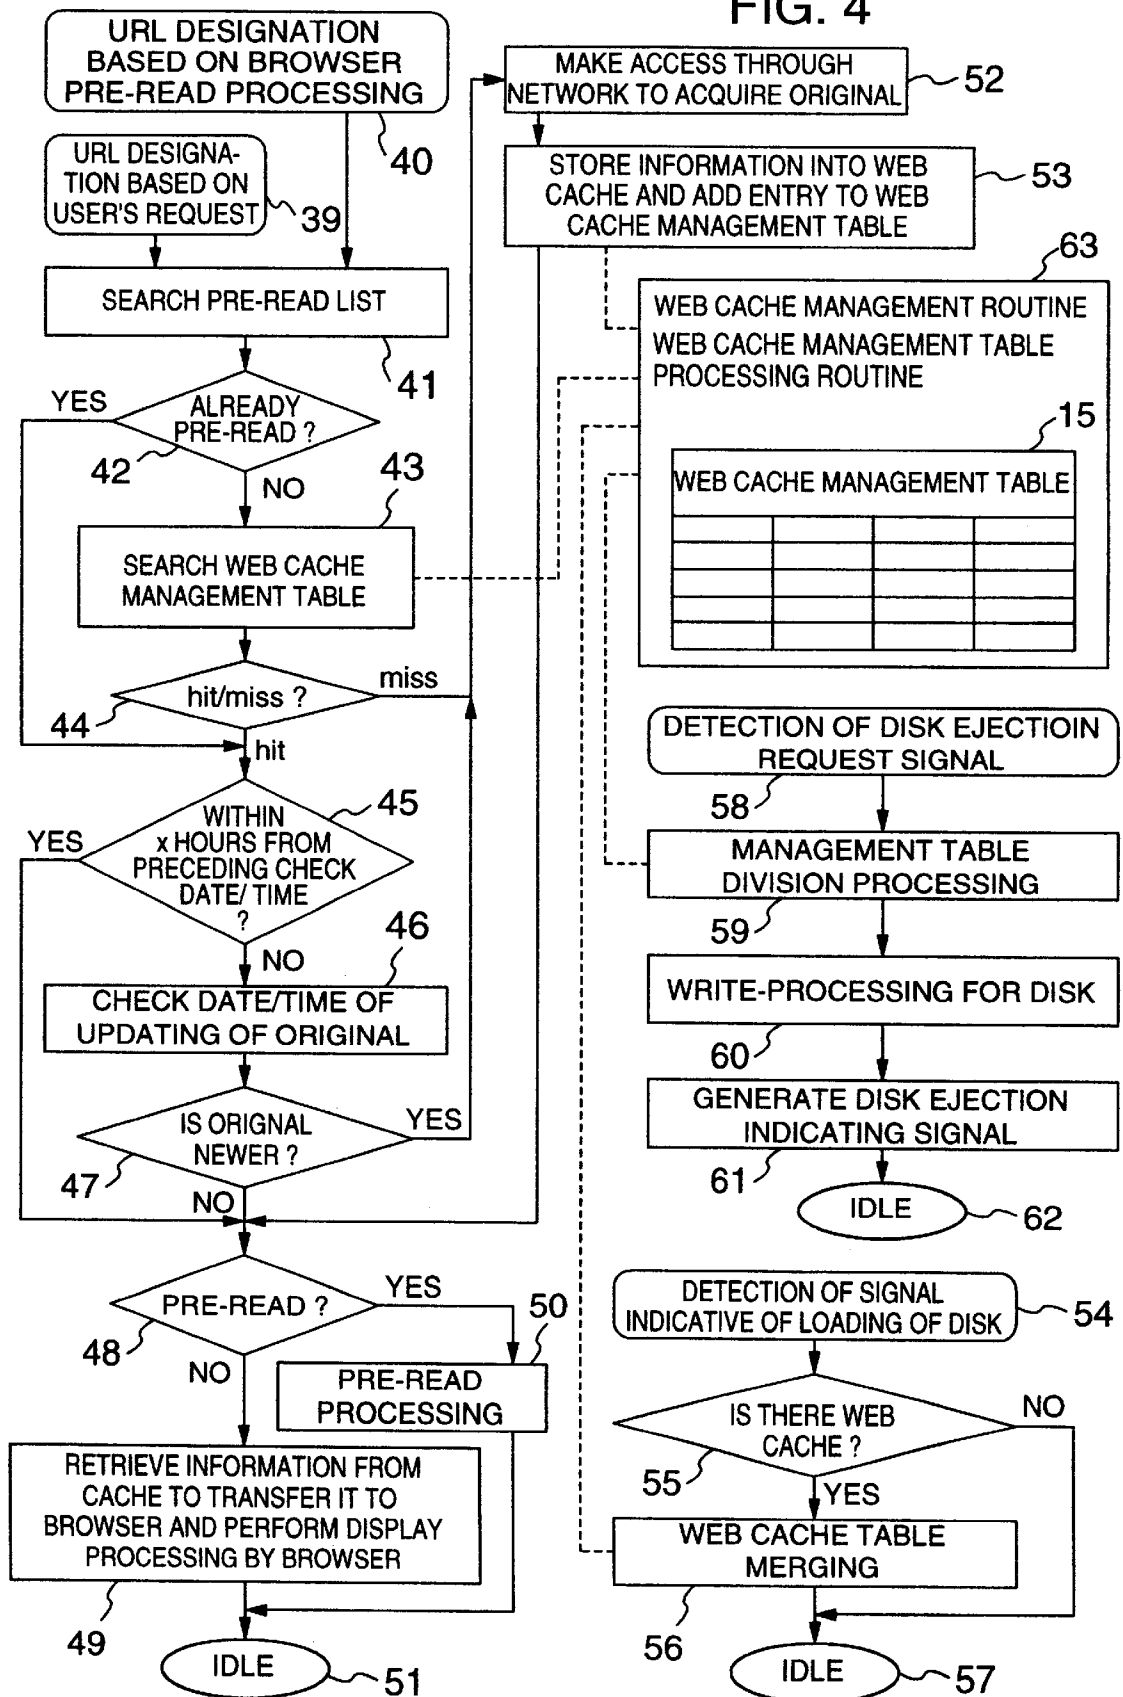 FIG. 4
URL DESIGNATION
BASED ON BROWSER
PRE-READ PROCESSING
40
URL DESIGNA-
TION BASED ON
USER'S REQUEST
39
SEARCH PRE-READ LIST
41
ALREADY
PRE-READ ?
YES
42
NO
43
SEARCH WEB CACHE
MANAGEMENT TABLE
hit/miss ?
miss
44
hit
45
WITHIN
x HOURS FROM
PRECEDING CHECK
DATE/ TIME
?
YES
NO
46
CHECK DATE/TIME OF
UPDATING OF ORIGINAL
IS ORIGNAL
NEWER ?
YES
47
NO
PRE-READ ?
YES
48
NO
50
PRE-READ
PROCESSING
RETRIEVE INFORMATION FROM
CACHE TO TRANSFER IT TO
BROWSER AND PERFORM DISPLAY
PROCESSING BY BROWSER
49
IDLE
51
MAKE ACCESS THROUGH
NETWORK TO ACQUIRE ORIGINAL
52
STORE INFORMATION INTO WEB
CACHE AND ADD ENTRY TO WEB
CACHE MANAGEMENT TABLE
53
63
WEB CACHE MANAGEMENT ROUTINE
WEB CACHE MANAGEMENT TABLE
PROCESSING ROUTINE
15
WEB CACHE MANAGEMENT TABLE
DETECTION OF DISK EJECTIOIN
REQUEST SIGNAL
58
MANAGEMENT TABLE
DIVISION PROCESSING
59
WRITE-PROCESSING FOR DISK
60
GENERATE DISK EJECTION
INDICATING SIGNAL
61
IDLE
62
DETECTION OF SIGNAL
INDICATIVE OF LOADING OF DISK
54
IS THERE WEB
CACHE ?
NO
55
YES
WEB CACHE TABLE
MERGING
56
IDLE
57